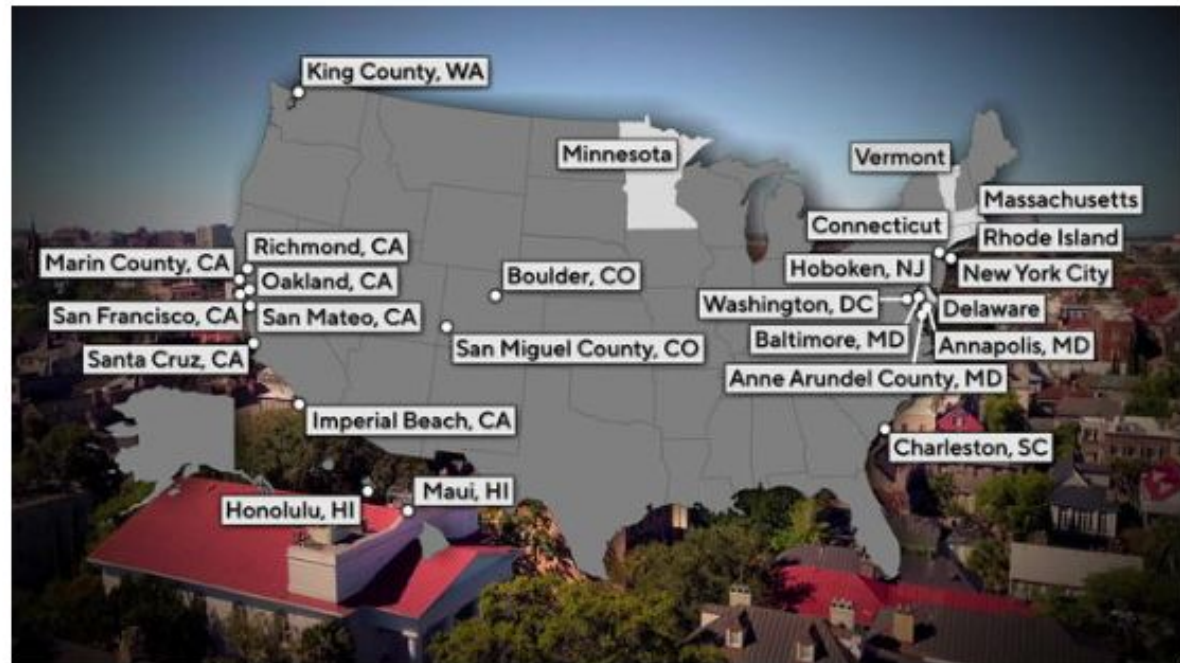 King County, WA
Minnesota
Vermont
Massachusetts
Connecticut
Rhode Island
Richmond, CA
Marin County, CA
Oakland, CA
Boulder, CO
Hoboken, NJ
New York City
San Francisco, CA
San Mateo, CA
Washington, DC
Delaware
Baltimore, MD
Annapolis, MD
Santa Cruz, CA
San Miguel County, CO
Anne Arundel County, MD
Imperial Beach, CA
Charleston, SC
Maui, HI
Honolulu, HI